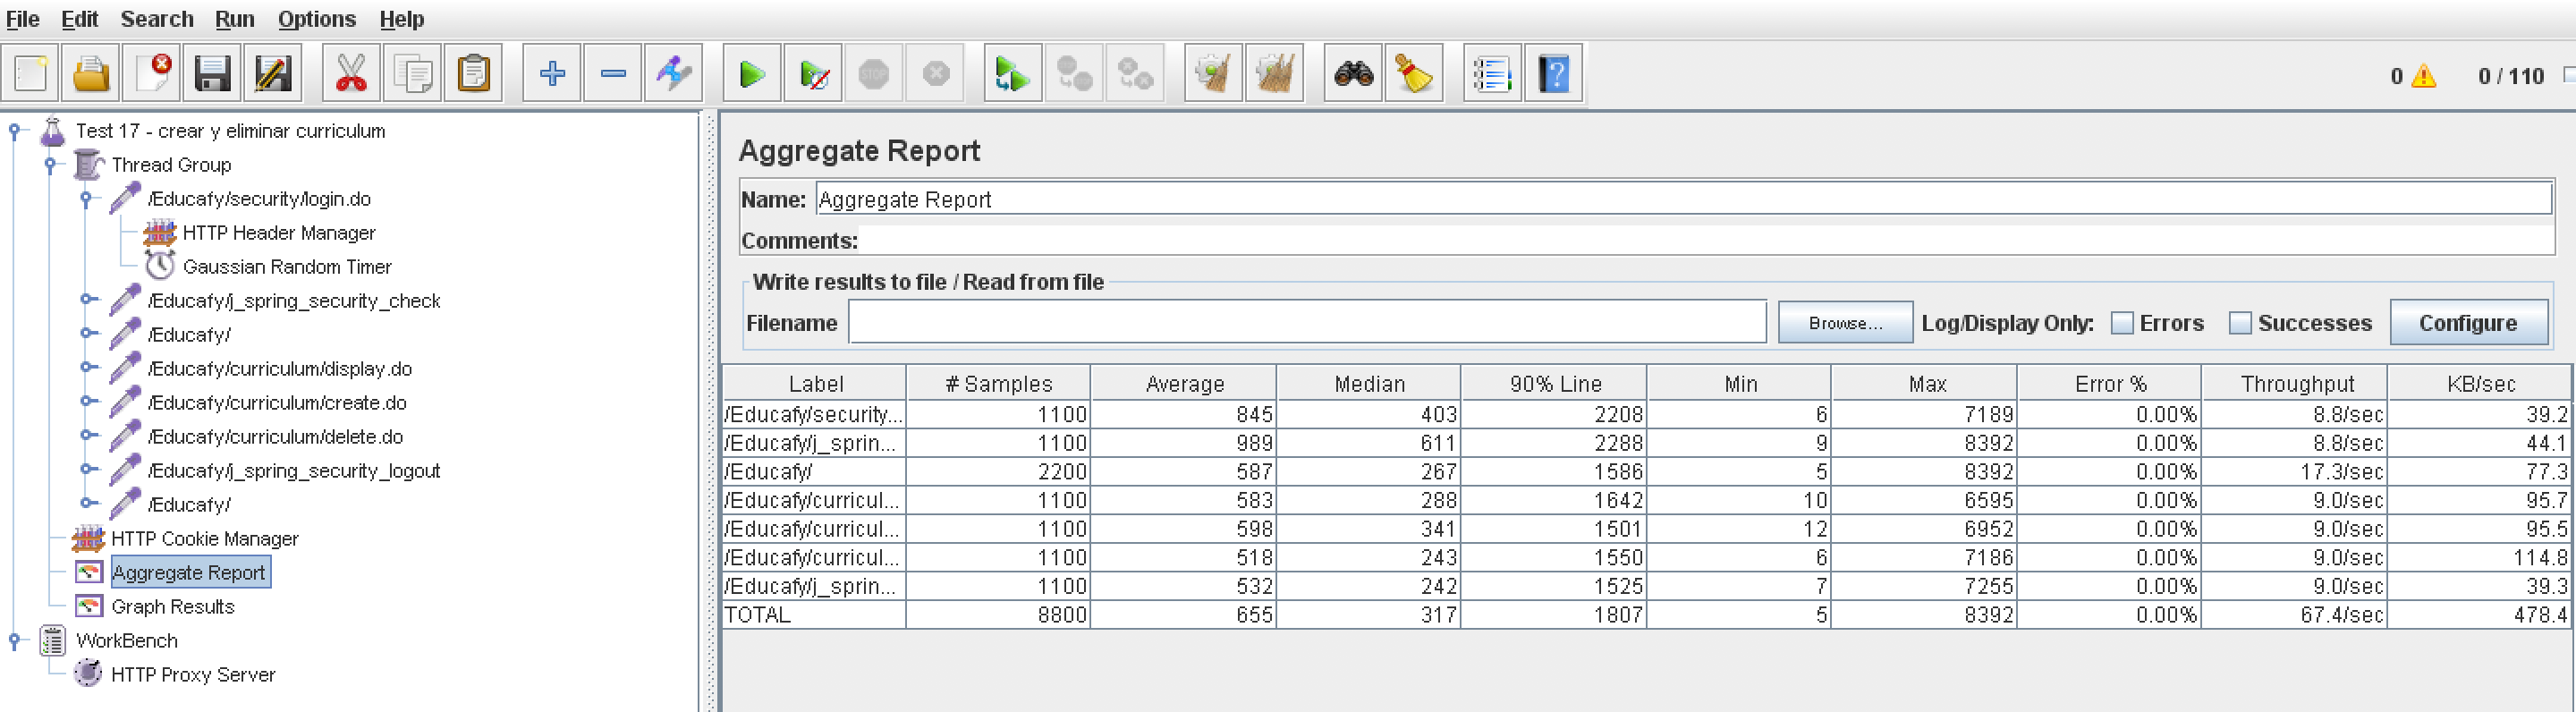 File Edit Search Run Options Help
STOP
0 0 / 110
Test 17 - crear y eliminar curriculum
Thread Group
/Educafy/security/login.do
HTTP Header Manager
Gaussian Random Timer
/Educafy/j_spring_security_check
/Educafy/
/Educafy/curriculum/display.do
/Educafy/curriculum/create.do
/Educafy/curriculum/delete.do
/Educafy/j_spring_security_logout
/Educafy/
HTTP Cookie Manager
Aggregate Report
Graph Results
WorkBench
HTTP Proxy Server
Aggregate Report
Name: Aggregate Report
Comments:
Write results to file / Read from file
Filename Browse... Log/Display Only: Errors Successes Configure
Label # Samples Average Median 90% Line Min Max Error % Throughput KB/sec
/Educafy/security... 1100 845 403 2208 6 7189 0.00% 8.8/sec 39.2
/Educafy/j_sprin... 1100 989 611 2288 9 8392 0.00% 8.8/sec 44.1
/Educafy/ 2200 587 267 1586 5 8392 0.00% 17.3/sec 77.3
/Educafy/curricul... 1100 583 288 1642 10 6595 0.00% 9.0/sec 95.7
/Educafy/curricul... 1100 598 341 1501 12 6952 0.00% 9.0/sec 95.5
/Educafy/curricul... 1100 518 243 1550 6 7186 0.00% 9.0/sec 114.8
/Educafy/j_sprin... 1100 532 242 1525 7 7255 0.00% 9.0/sec 39.3
TOTAL 8800 655 317 1807 5 8392 0.00% 67.4/sec 478.4